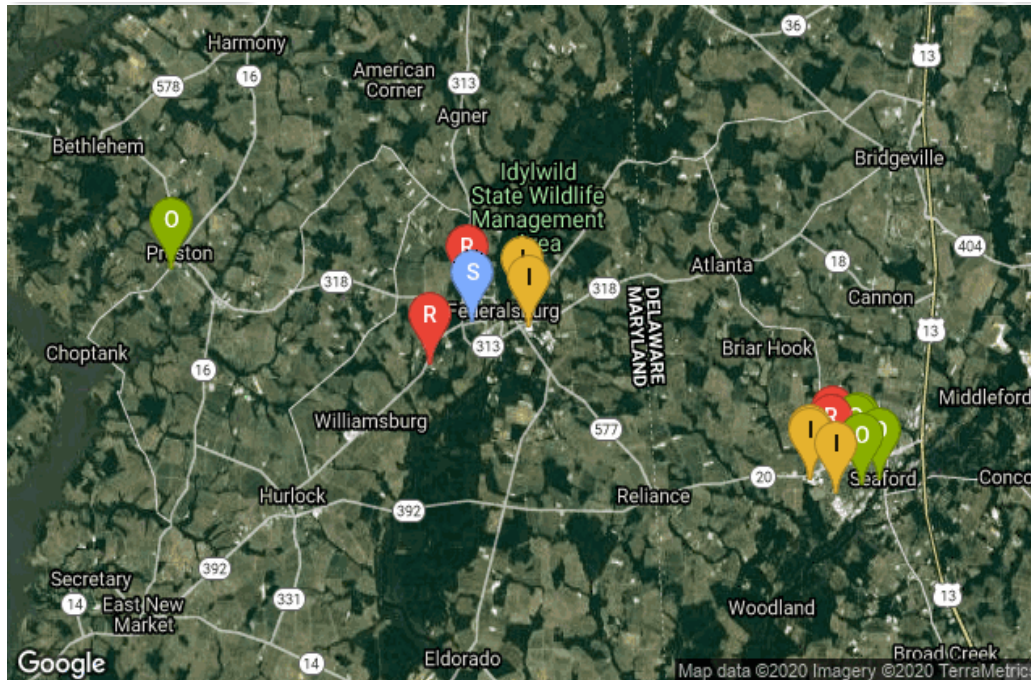 36
Harmony
13
16
American
Corner
313
578
Agner
Bethlehem
Bridgeville
Idylwild
State Wildlife
Management
O
Preston
R
I
404
Atlanta
18
S
I
318
318
Cannon
R
Federalsburg
DELAWARE
MARYLAND
13
313
Briar Hook
Choptank
16
Middleford
R
O
Williamsburg
577
I
O
O
I
20
Seaford
Conco
Hurlock
Reliance
392
392
Secretary
14
East New
Market
331
13
Woodland
14
Eldorado
Broad Creek
Google
Map data ©2020 Imagery ©2020 TerraMetric